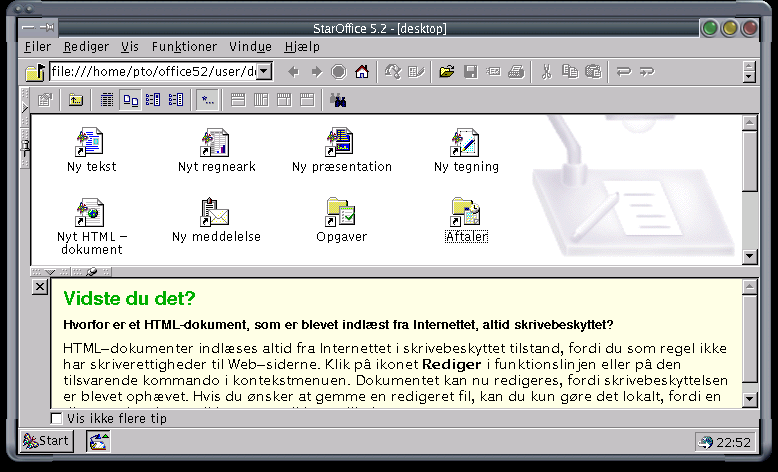 StarOffice 5.2 - [desktop]
Filer Rediger Vis Funktioner Vindue Hjælp
file:///home/pto/office52/user/d
Ny tekst Nyt regneark Ny præsentation Ny tegning
Nyt HTML – Ny meddelelse Opgaver Aftaler
dokument
Vidste du det?
Hvorfor er et HTML-dokument, som er blevet indlæst fra Internettet, altid skrivebeskyttet?
HTML–dokumenter indlæses altid fra Internettet i skrivebeskyttet tilstand, fordi du som regel ikke
har skriverettigheder til Web–siderne. Klik på ikonet Rediger i funktionslinjen eller på den
tilsvarende kommando i kontekstmenuen. Dokumentet kan nu redigeres, fordi skrivebeskyttelsen
er blevet ophævet. Hvis du ønsker at gemme en redigeret fil, kan du kun gøre det lokalt, fordi en
Vis ikke flere tip
Start 22:52